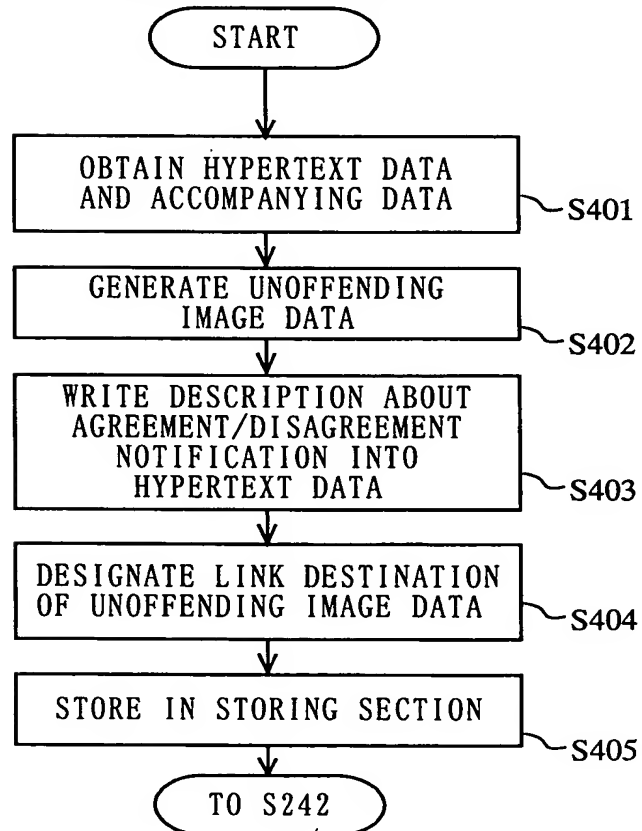 START
OBTAIN HYPERTEXT DATA
AND ACCOMPANYING DATA
S401
GENERATE UNOFFENDING
IMAGE DATA
S402
WRITE DESCRIPTION ABOUT
AGREEMENT/DISAGREEMENT
NOTIFICATION INTO
HYPERTEXT DATA
S403
DESIGNATE LINK DESTINATION
OF UNOFFENDING IMAGE DATA
S404
STORE IN STORING SECTION
S405
TO S242